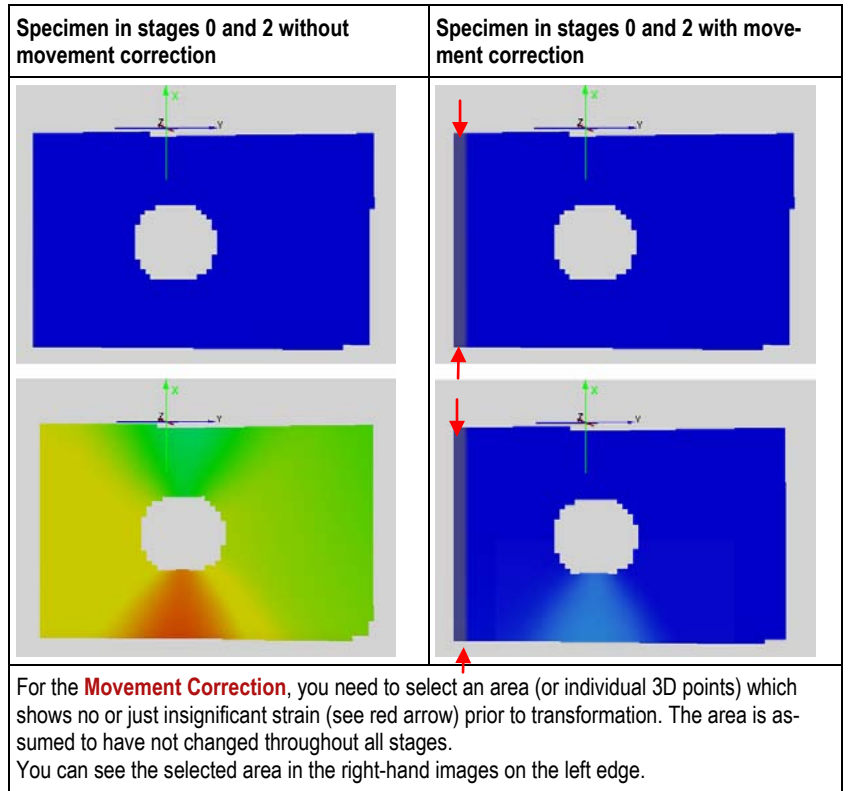 Specimen in stages 0 and 2 without
movement correction
Specimen in stages 0 and 2 with move-
ment correction
X
Z
Y
X
Z
Y
X
Z
Y
X
Z
Y
For the Movement Correction, you need to select an area (or individual 3D points) which
shows no or just insignificant strain (see red arrow) prior to transformation. The area is as-
sumed to have not changed throughout all stages.
You can see the selected area in the right-hand images on the left edge.